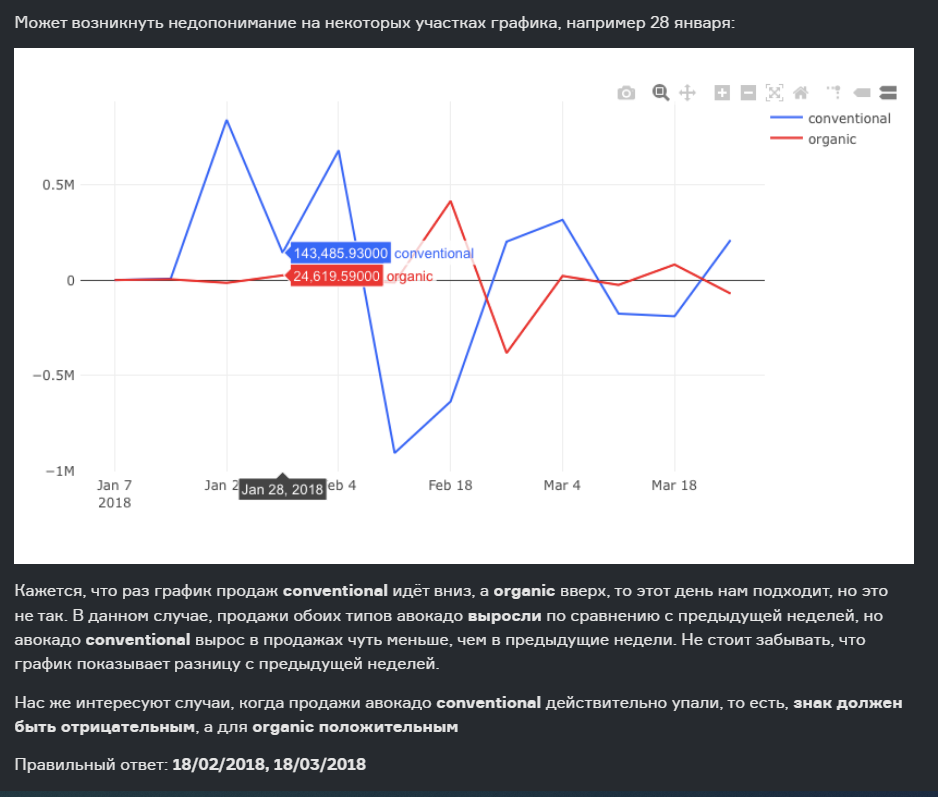 Может возникнуть недопонимание на некоторых участках графика, например 28 января:
conventional
organic
0.5M
143,485.93000 conventional
0
24,619.59000 organic
−0.5M
−1M
Jan 7
2018
Jan 2
Jan 28, 2018
eb 4
Feb 18
Mar 4
Mar 18
Кажется, что раз график продаж conventional идёт вниз, а organic вверх, то этот день нам подходит, но это
не так. В данном случае, продажи обоих типов авокадо выросли по сравнению с предыдущей неделей, но
авокадо conventional вырос в продажах чуть меньше, чем в предыдущие недели. Не стоит забывать, что
график показывает разницу с предыдущей неделей.
Нас же интересуют случаи, когда продажи авокадо conventional действительно упали, то есть, знак должен
быть отрицательным, а для organic положительным
Правильный ответ: 18/02/2018, 18/03/2018